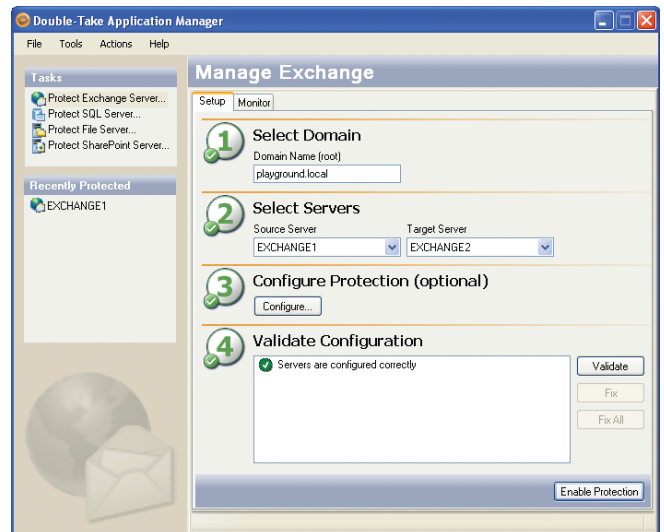 Double-Take Application Manager
File Tools Actions Help
Tasks
Protect Exchange Server...
Protect SQL Server...
Protect File Server...
Protect SharePoint Server...
Recently Protected
EXCHANGE1
Manage Exchange
Setup Monitor
1 Select Domain
Domain Name (root)
playground.local
2 Select Servers
Source Server Target Server
EXCHANGE1 EXCHANGE2
3 Configure Protection (optional)
Configure...
4 Validate Configuration
Servers are configured correctly
Validate
Fix
Fix All
Enable Protection